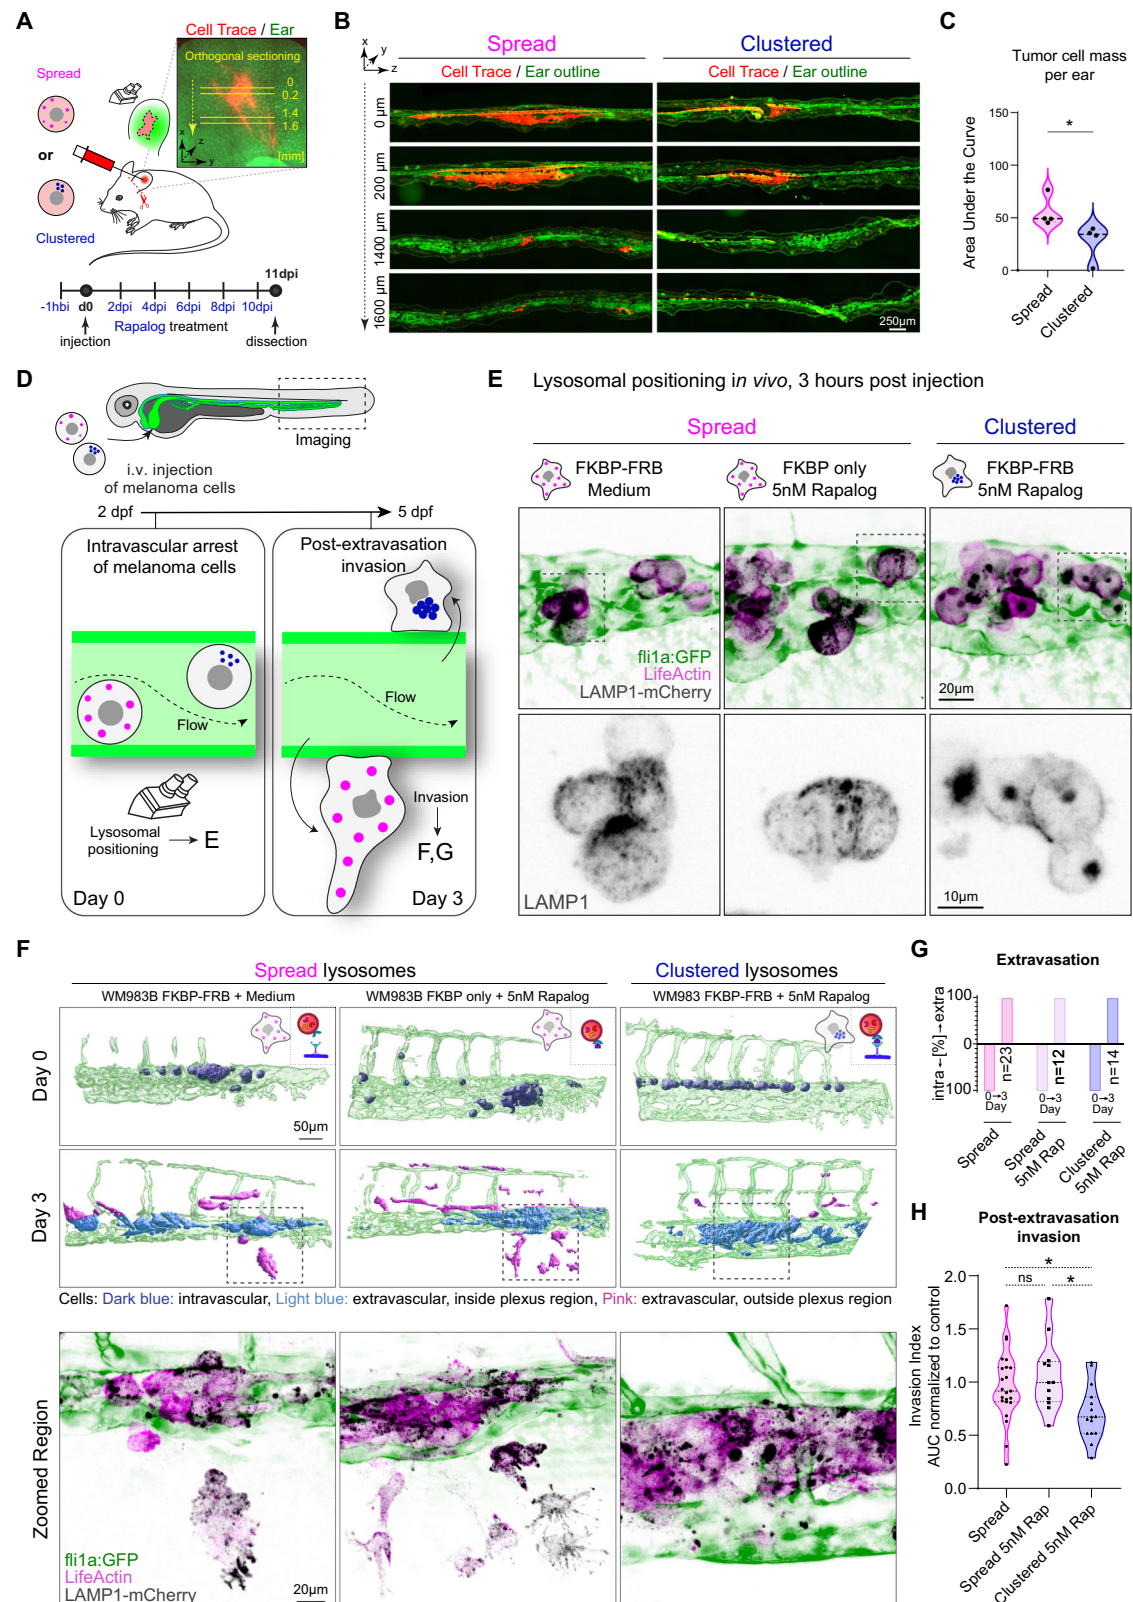 A
Cell Trace / Ear
Orthogonal sectioning
0
0.2
1.4
1.6
[mm]
x
z
y
Spread
or
Clustered
11dpi
-1hbi
d0
2dpi
4dpi
6dpi
8dpi
10dpi
Rapalog treatment
injection
dissection
B
x
y
z
Spread
Clustered
Cell Trace / Ear outline
Cell Trace / Ear outline
0 µm
200 µm
1400 µm
1600 µm
250µm
C
Tumor cell mass
per ear
Area Under the Curve
150
100
50
0
*
Spread
Clustered
D
Imaging
i.v. injection
of melanoma cells
2 dpf
5 dpf
Intravascular arrest
of melanoma cells
Post-extravasation
invasion
Flow
Flow
Lysosomal
positioning
E
Invasion
F,G
Day 0
Day 3
E
Lysosomal positioning in vivo, 3 hours post injection
Spread
Clustered
FKBP-FRB
Medium
FKBP only
5nM Rapalog
FKBP-FRB
5nM Rapalog
fli1a:GFP
LifeActin
LAMP1-mCherry
20µm
LAMP1
10µm
F
Spread lysosomes
Clustered lysosomes
WM983B FKBP-FRB + Medium
WM983B FKBP only + 5nM Rapalog
WM983 FKBP-FRB + 5nM Rapalog
Day 0
50µm
Day 3
Cells: Dark blue: intravascular, Light blue: extravascular, inside plexus region, Pink: extravascular, outside plexus region
Zoomed Region
fli1a:GFP
LifeActin
LAMP1-mCherry
20µm
G
Extravasation
intra←[%]→extra
100
0
100
n=23
n=12
n=14
0→3
Day
0→3
Day
0→3
Day
Spread
Spread
5nM Rap
Clustered
5nM Rap
H
Post-extravasation
invasion
*
ns
*
Invasion Index
AUC normalized to control
2.0
1.5
1.0
0.5
0.0
Spread
Spread 5nM Rap
Clustered 5nM Rap